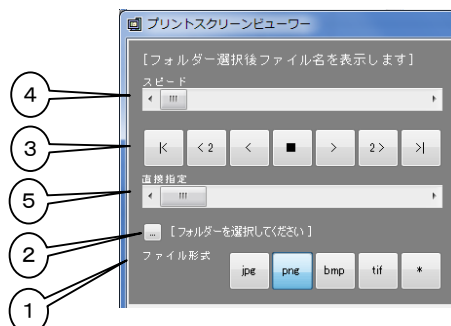 プリントスクリーンビューワー
[フォルダー選択後ファイル名を表示します]
④ スピード
③ |< <2 < ■ > 2> >|
⑤ 直接指定
② ... [フォルダーを選択してください]
① ファイル形式 jpg png bmp tif *